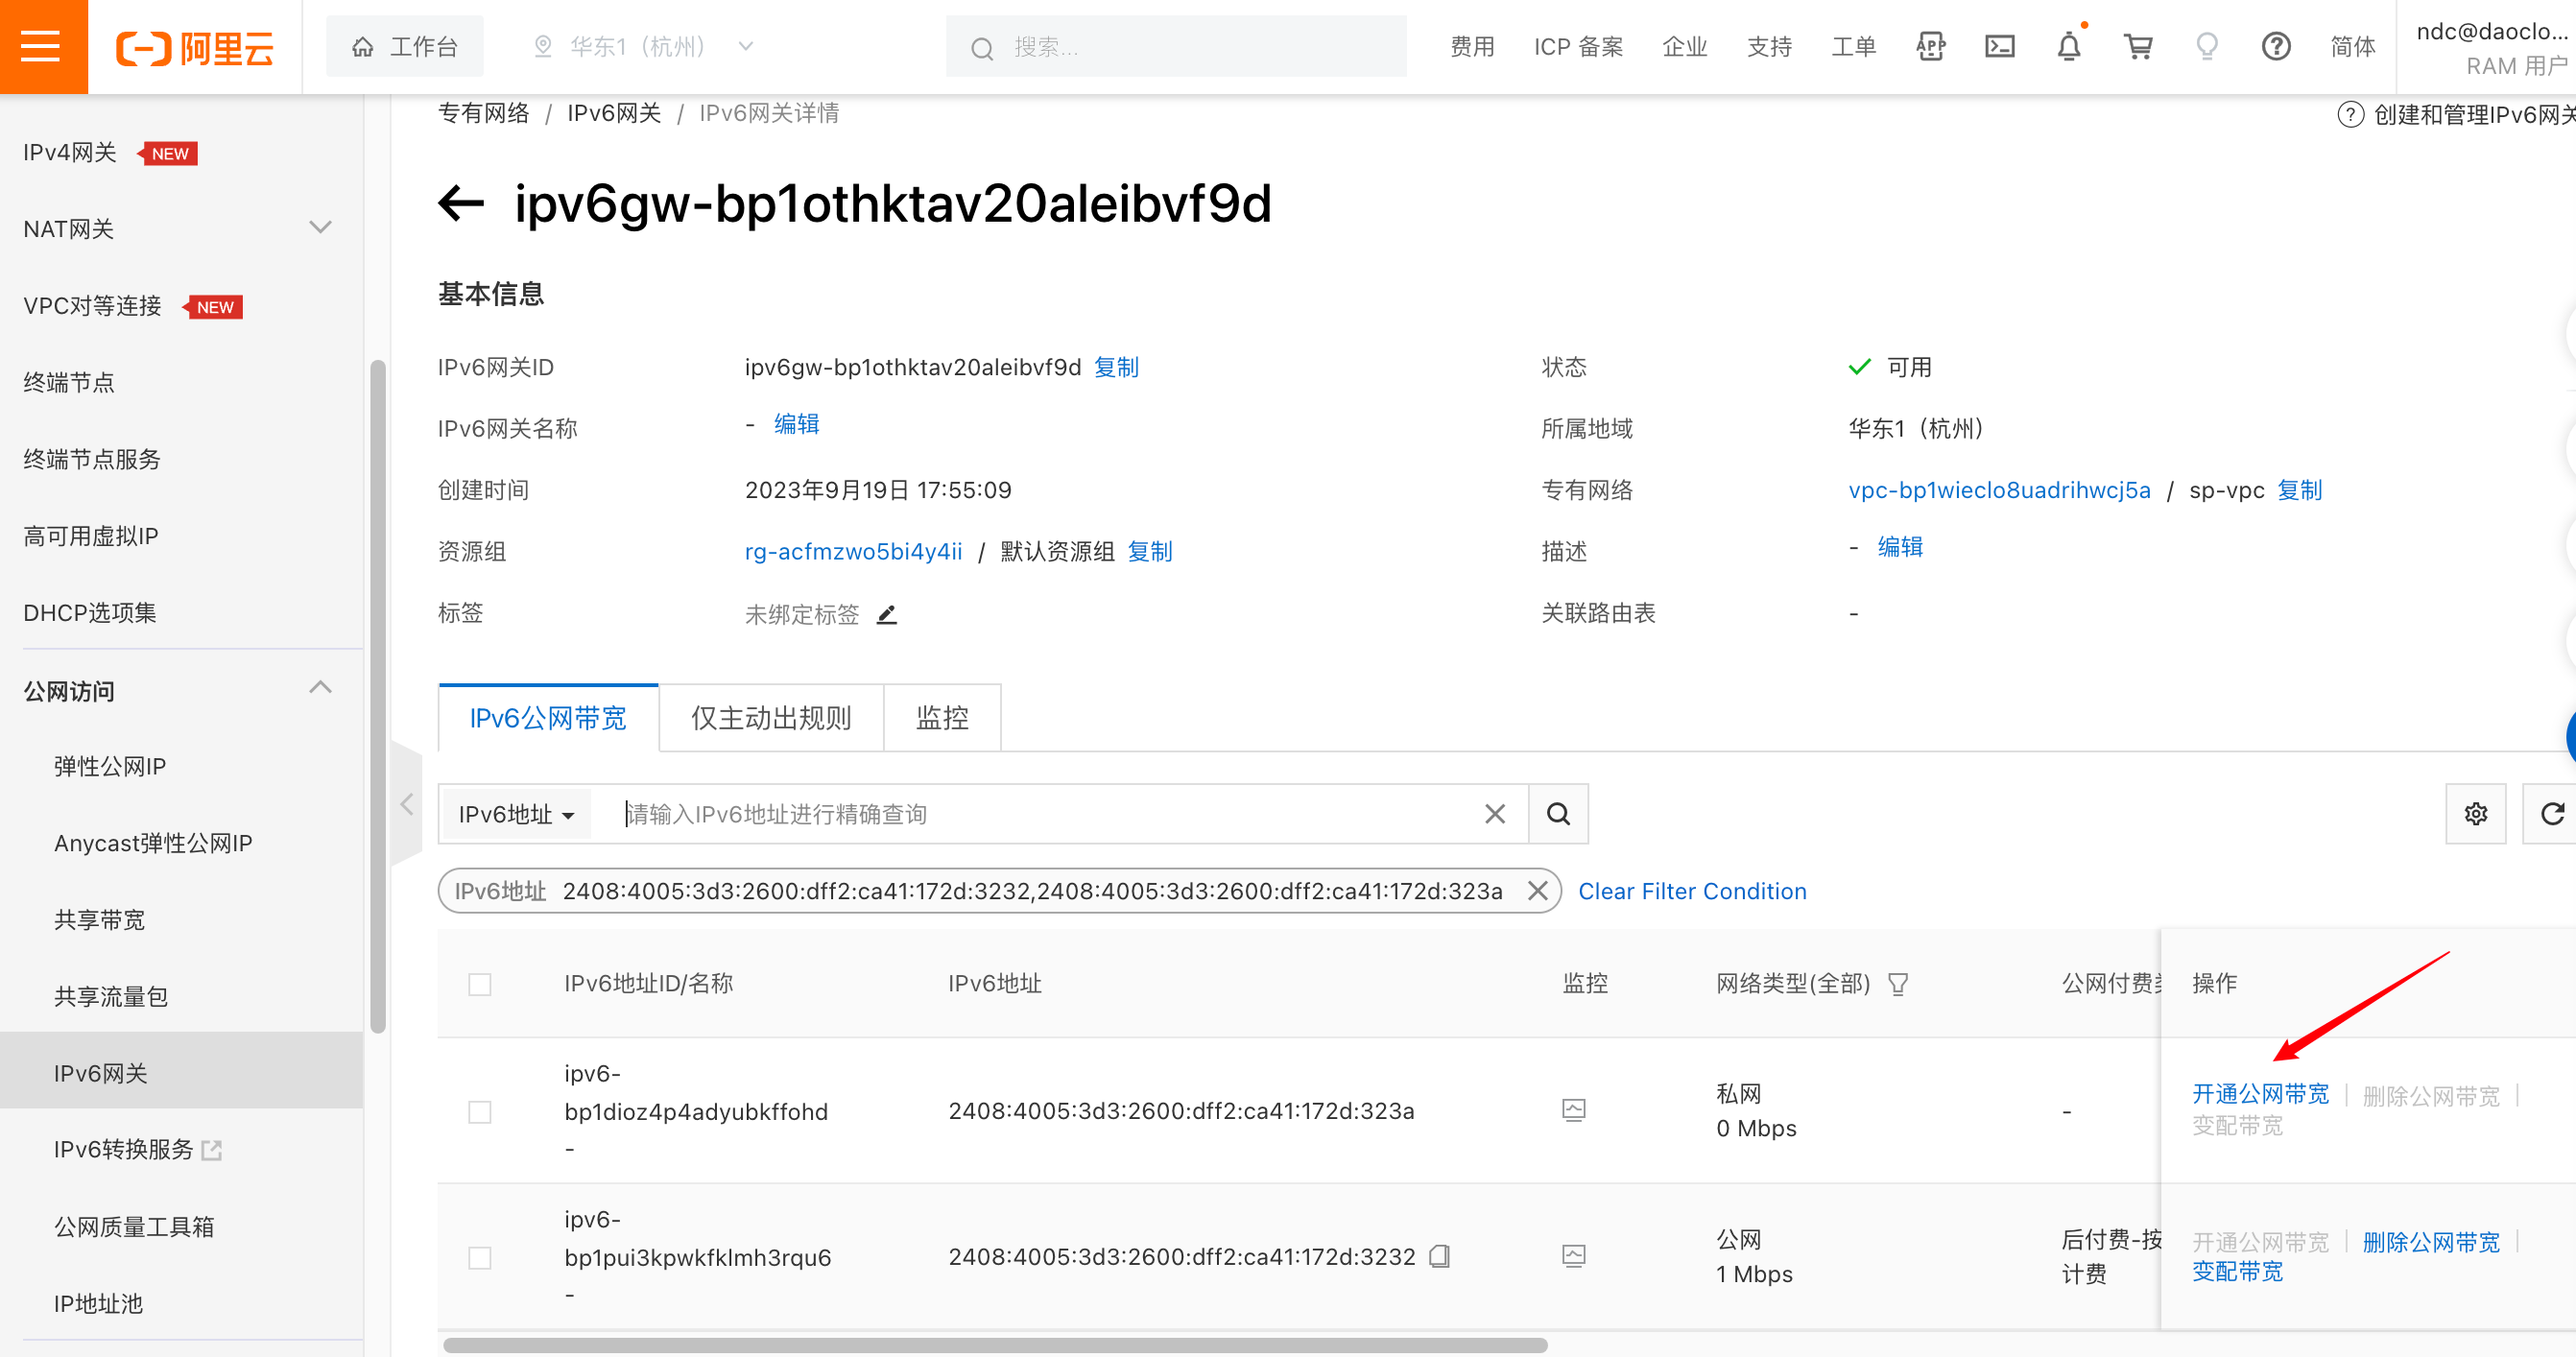 阿里云
工作台
华东1（杭州）
搜索...
费用
ICP 备案
企业
支持
工单
APP
简体
ndc@daoclo...
RAM 用户
IPv4网关 NEW
NAT网关
VPC对等连接 NEW
终端节点
终端节点服务
高可用虚拟IP
DHCP选项集
公网访问
弹性公网IP
Anycast弹性公网IP
共享带宽
共享流量包
IPv6网关
IPv6转换服务
公网质量工具箱
IP地址池
专有网络 / IPv6网关 / IPv6网关详情
创建和管理IPv6网关
ipv6gw-bp1othktav20aleibvf9d
基本信息
IPv6网关ID ipv6gw-bp1othktav20aleibvf9d 复制
状态 可用
IPv6网关名称 - 编辑
所属地域 华东1（杭州）
创建时间 2023年9月19日 17:55:09
专有网络 vpc-bp1wieclo8uadrihwcj5a / sp-vpc 复制
资源组 rg-acfmzwo5bi4y4ii / 默认资源组 复制
描述 - 编辑
标签 未绑定标签
关联路由表 -
IPv6公网带宽 仅主动出规则 监控
IPv6地址 请输入IPv6地址进行精确查询
IPv6地址 2408:4005:3d3:2600:dff2:ca41:172d:3232,2408:4005:3d3:2600:dff2:ca41:172d:323a Clear Filter Condition
IPv6地址ID/名称 IPv6地址 监控 网络类型(全部) 公网付费 操作
ipv6-
bp1dioz4p4adyubkffohd
-
2408:4005:3d3:2600:dff2:ca41:172d:323a
私网
0 Mbps
-
开通公网带宽 | 删除公网带宽 |
变配带宽
ipv6-
bp1pui3kpwkfklmh3rqu6
-
2408:4005:3d3:2600:dff2:ca41:172d:3232
公网
1 Mbps
后付费-按
计费
开通公网带宽 | 删除公网带宽 |
变配带宽